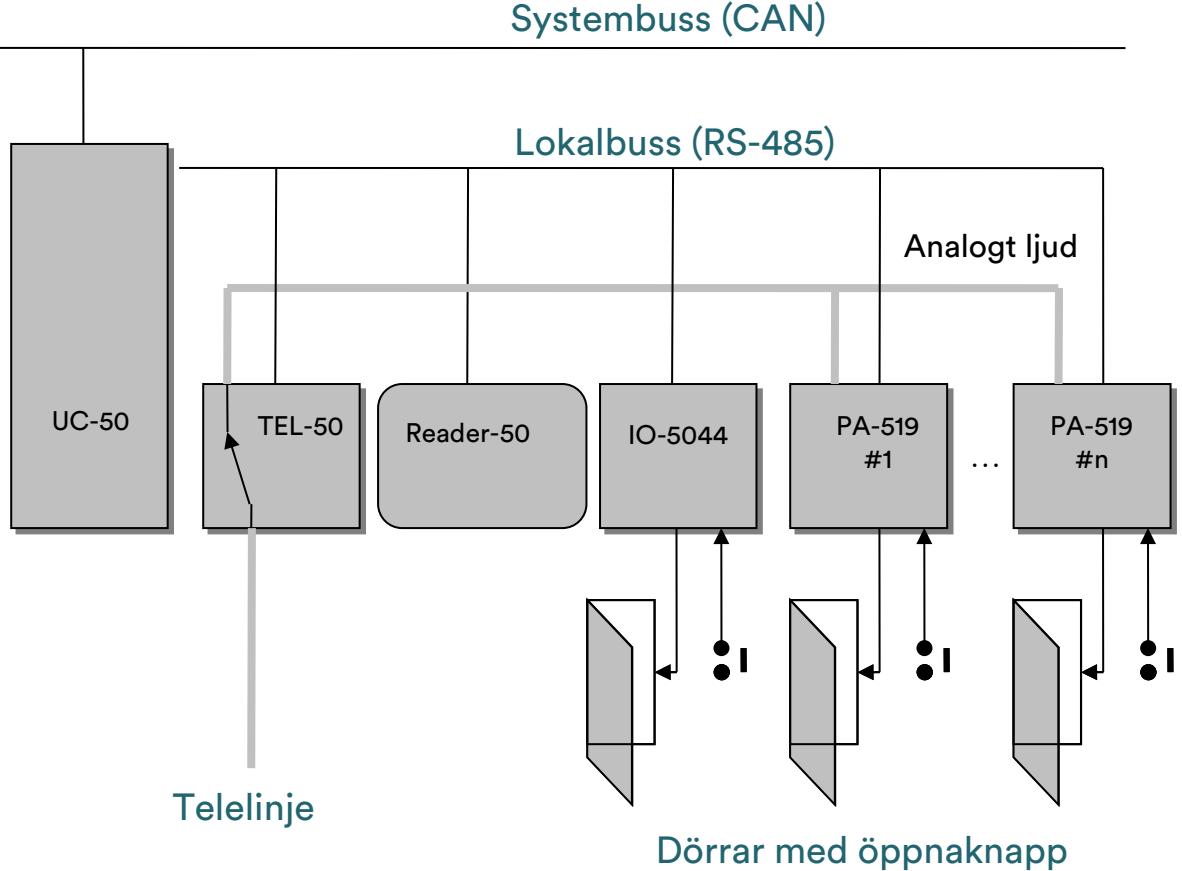 Systembuss (CAN)
Lokalbuss (RS-485)
Analogt ljud
UC-50
TEL-50
Reader-50
IO-5044
PA-519
#1
...
PA-519
#n
Telelinje
Dörrar med öppnaknapp